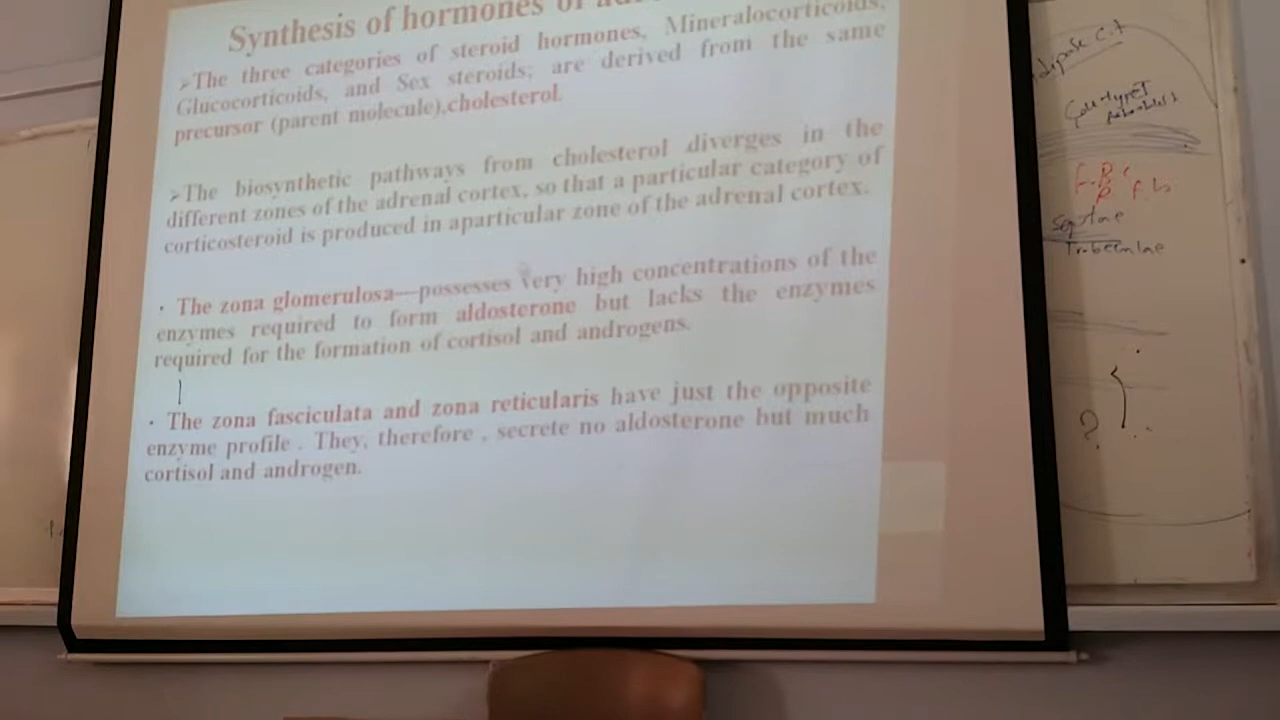 Synthesis of hormones of
➢The three categories of steroid hormones, Mineralocorticoids,
Glucocorticoids, and Sex steroids; are derived from the same
precursor (parent molecule),cholesterol.
➢The biosynthetic pathways from cholesterol diverges in the
different zones of the adrenal cortex, so that a particular category of
corticosteroid is produced in aparticular zone of the adrenal cortex.
· The zona glomerulosa—possesses very high concentrations of the
enzymes required to form aldosterone but lacks the enzymes
required for the formation of cortisol and androgens.
· The zona fasciculata and zona reticularis have just the opposite
enzyme profile . They, therefore , secrete no aldosterone but much
cortisol and androgen.
Septae
Trabeculae
?